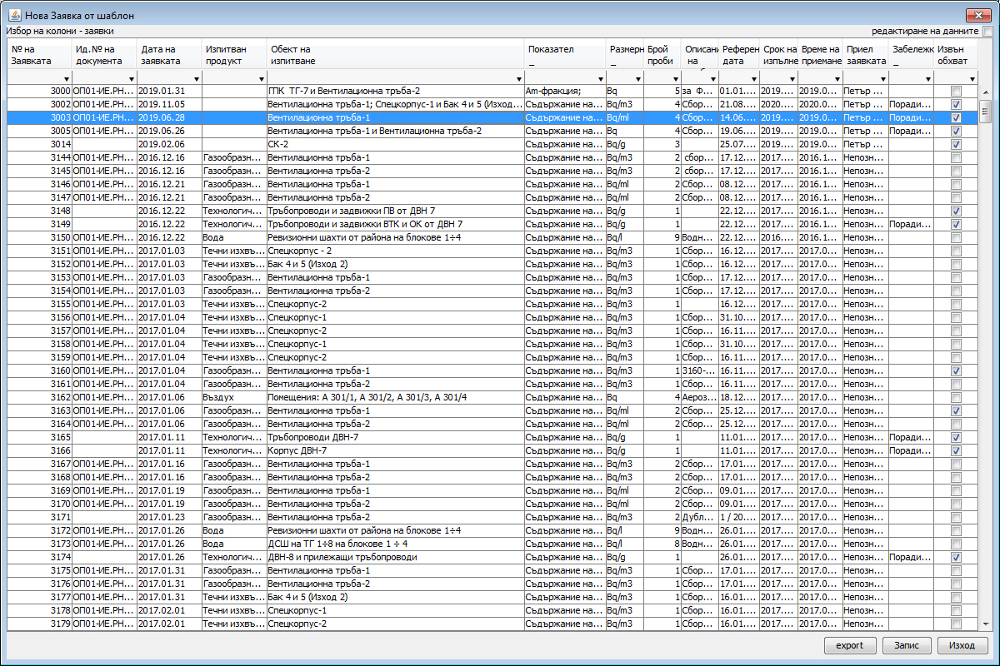 Нова Заявка от шаблон
Избор на колони - заявки редактиране на данните
№ на Заявката Ид.№ на документа Дата на заявката Изпитван продукт Обект на изпитване Показател Размерн Брой проби Описани на Референ дата Срок на изпълне Време на приемане Приел заявката Забележк Извън обхват
3000 ОП01-ИЕ.РН... 2019.01.31 ГПК ТГ-7 и Вентилационна тръба-2 Am-фракция; Bq 5 за Ф... 01.01.... 2019.... 2019.0... Петър ...
3002 ОП01-ИЕ.РН... 2019.11.05 Вентилационна тръба-1; Спецкорпус-1 и Бак 4 и 5 (Изход... Съдържание на... Bq/m3 4 Сбор... 21.08.... 2020.... 2020.0... Петър ... Поради...
3003 ОП01-ИЕ.РН... 2019.06.28 Вентилационна тръба-1 Съдържание на... Bq/ml 4 Сбор... 14.06.... 2019.... 2019.0... Петър ... Поради...
3005 ОП01-ИЕ.РН... 2019.06.26 Вентилационна тръба-1 и Вентилационна тръба-2 Съдържание на... Bq 4 Сбор... 19.06.... 2019.... 2019.0... Петър ... Поради...
3014 2019.02.06 СК-2 Съдържание на... Bq/g 3 25.07.... 2019.... 2019.0... Петър ...
3144 ОП01-ИЕ.РН... 2016.12.16 Газообразн... Вентилационна тръба-1 Съдържание на... Bq/m3 2 сбор... 17.12.... 2017.... 2016.1... Непозн...
3145 ОП01-ИЕ.РН... 2016.12.16 Газообразн... Вентилационна тръба-2 Съдържание на... Bq/m3 2 сбор... 17.12.... 2017.... 2016.1... Непозн...
3146 ОП01-ИЕ.РН... 2016.12.21 Газообразн... Вентилационна тръба-1 Съдържание на... Bq/ml 2 Сбор... 08.12.... 2017.... 2016.1... Непозн...
3147 ОП01-ИЕ.РН... 2016.12.21 Газообразн... Вентилационна тръба-2 Съдържание на... Bq/ml 2 Сбор... 08.12.... 2017.... 2016.1... Непозн...
3148 2016.12.22 Технологич... Тръбопроводи и задвижки ПВ от ДВН 7 Съдържание на... Bq/g 1 22.12.... 2017.... 2016.1... Непозн...
3149 2016.12.22 Технологич... Тръбопроводи и задвижки ВТК и ОК от ДВН 7 Съдържание на... Bq/g 1 22.12.... 2017.... 2016.1... Непозн... Поради...
3150 ОП01-ИЕ.РН... 2016.12.22 Вода Ревизионни шахти от района на блокове 1÷4 Съдържание на... Bq/l 9 Водн... 22.12.... 2016.... 2016.1... Непозн...
3151 ОП01-ИЕ.РН... 2017.01.03 Течни изхвъ... Спецкорпус - 2 Съдържание на... Bq/m3 1 Сбор... 16.12.... 2017.... 2017.0... Непозн...
3152 ОП01-ИЕ.РН... 2017.01.03 Течни изхвъ... Бак 4 и 5 (Изход 2) Съдържание на... Bq/m3 1 Сбор... 16.12.... 2017.... 2017.0... Непозн...
3153 ОП01-ИЕ.РН... 2017.01.03 Газообразн... Вентилационна тръба-1 Съдържание на... Bq/m3 1 Сбор... 17.12.... 2017.... 2017.0... Непозн...
3154 ОП01-ИЕ.РН... 2017.01.03 Газообразн... Вентилационна тръба-2 Съдържание на... Bq/m3 1 Сбор... 17.12.... 2017.... 2017.0... Непозн...
3155 ОП01-ИЕ.РН... 2017.01.03 Течни изхвъ... Спецкорпус-2 Съдържание на... Bq/m3 1 16.12.... 2017.... 2017.0... Непозн...
3156 ОП01-ИЕ.РН... 2017.01.04 Течни изхвъ... Спецкорпус-1 Съдържание на... Bq/m3 1 Сбор... 31.10.... 2017.... 2017.0... Непозн...
3157 ОП01-ИЕ.РН... 2017.01.04 Течни изхвъ... Спецкорпус-2 Съдържание на... Bq/m3 1 Сбор... 16.11.... 2017.... 2017.0... Непозн...
3158 ОП01-ИЕ.РН... 2017.01.04 Течни изхвъ... Спецкорпус-1 Съдържание на... Bq/m3 1 Сбор... 31.10.... 2017.... 2017.0... Непозн...
3159 ОП01-ИЕ.РН... 2017.01.04 Течни изхвъ... Спецкорпус-2 Съдържание на... Bq/m3 1 Сбор... 16.11.... 2017.... 2017.0... Непозн...
3160 ОП01-ИЕ.РН... 2017.01.04 Газообразн... Вентилационна тръба-1 Съдържание на... Bq/m3 1 3160-... 16.11.... 2017.... 2017.0... Непозн...
3161 ОП01-ИЕ.РН... 2017.01.04 Газообразн... Вентилационна тръба-2 Съдържание на... Bq/m3 1 Сбор... 16.11.... 2017.... 2017.0... Непозн...
3162 ОП01-ИЕ.РН... 2017.01.06 Въздух Помещения: А 301/1, А 301/2, А 301/3, А 301/4 Съдържание на... Bq 4 Аероз... 18.12.... 2017.... 2017.0... Непозн...
3163 ОП01-ИЕ.РН... 2017.01.06 Газообразн... Вентилационна тръба-1 Съдържание на... Bq/ml 2 Сбор... 25.12.... 2017.... 2017.0... Непозн...
3164 ОП01-ИЕ.РН... 2017.01.06 Газообразн... Вентилационна тръба-2 Съдържание на... Bq/ml 2 Сбор... 25.12.... 2017.... 2017.0... Непозн...
3165 2017.01.11 Технологич... Тръбопроводи ДВН-7 Съдържание на... Bq/g 1 11.01.... 2017.... 2017.0... Непозн... Поради...
3166 2017.01.11 Технологич... Корпус ДВН-7 Съдържание на... Bq/g 1 11.01.... 2017.... 2017.0... Непозн... Поради...
3167 ОП01-ИЕ.РН... 2017.01.16 Газообразн... Вентилационна тръба-1 Съдържание на... Bq/m3 2 Сбор... 17.01.... 2017.... 2017.0... Непозн...
3168 ОП01-ИЕ.РН... 2017.01.16 Газообразн... Вентилационна тръба-2 Съдържание на... Bq/m3 2 Сбор... 17.01.... 2017.... 2017.0... Непозн...
3169 ОП01-ИЕ.РН... 2017.01.19 Газообразн... Вентилационна тръба-1 Съдържание на... Bq/ml 2 Сбор... 09.01.... 2017.... 2017.0... Непозн...
3170 ОП01-ИЕ.РН... 2017.01.19 Газообразн... Вентилационна тръба-2 Съдържание на... Bq/ml 2 Сбор... 09.01.... 2017.... 2017.0... Непозн...
3171 2017.01.23 Газообразн... Вентилационна тръба-2 Съдържание на... Bq/m3 2 Дубл... 1 / 20.... 2017.... 2017.0... Непозн...
3172 ОП01-ИЕ.РН... 2017.01.26 Вода Ревизионни шахти от района на блокове 1÷4 Съдържание на... Bq/l 9 Водн... 26.01.... 2017.... 2017.0... Непозн...
3173 ОП01-ИЕ.РН... 2017.01.26 Вода ДСШ на ТГ 1÷8 на блокове 1 ÷ 4 Съдържание на... Bq/l 8 Водн... 26.01.... 2017.... 2017.0... Непозн...
3174 2017.01.26 Технологич... ДВН-8 и прилежащи тръбопроводи Съдържание на... Bq/g 1 26.01.... 2017.... 2017.0... Непозн... Поради...
3175 ОП01-ИЕ.РН... 2017.01.31 Газообразн... Вентилационна тръба-1 Съдържание на... Bq/m3 1 Сбор... 17.01.... 2017.... 2017.0... Непозн...
3176 ОП01-ИЕ.РН... 2017.01.31 Газообразн... Вентилационна тръба-2 Съдържание на... Bq/m3 1 Сбор... 17.01.... 2017.... 2017.0... Непозн...
3177 ОП01-ИЕ.РН... 2017.01.31 Течни изхвъ... Бак 4 и 5 (Изход 2) Съдържание на... Bq/m3 1 Сбор... 16.01.... 2017.... 2017.0... Непозн...
3178 ОП01-ИЕ.РН... 2017.02.01 Течни изхвъ... Спецкорпус-1 Съдържание на... Bq/m3 1 Сбор... 16.01.... 2017.... 2017.0... Непозн...
3179 ОП01-ИЕ.РН... 2017.02.01 Течни изхвъ... Спецкорпус-2 Съдържание на... Bq/m3 1 Сбор... 16.01.... 2017.... 2017.0... Непозн...
export Запис Изход